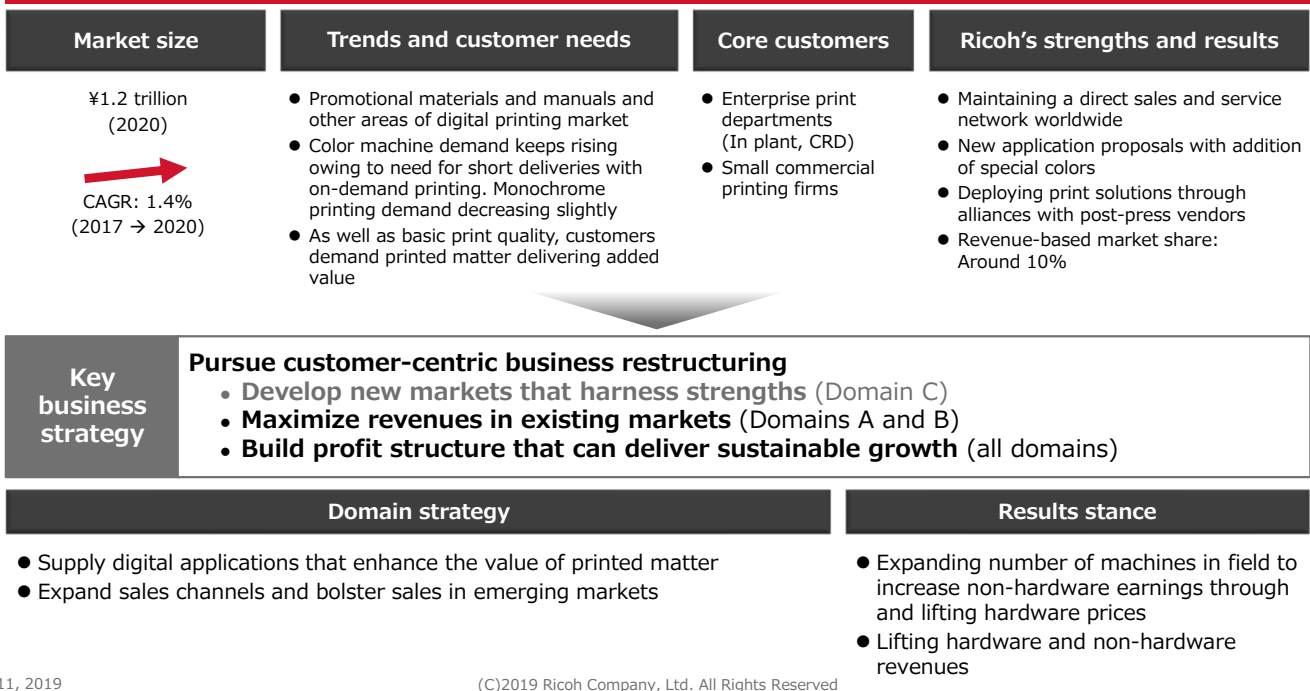 Market size
¥1.2 trillion
(2020)
CAGR: 1.4%
(2017 → 2020)
Trends and customer needs
● Promotional materials and manuals and
other areas of digital printing market
● Color machine demand keeps rising
owing to need for short deliveries with
on-demand printing. Monochrome
printing demand decreasing slightly
● As well as basic print quality, customers
demand printed matter delivering added
value
Core customers
● Enterprise print
departments
(In plant, CRD)
● Small commercial
printing firms
Ricoh’s strengths and results
● Maintaining a direct sales and service
network worldwide
● New application proposals with addition
of special colors
● Deploying print solutions through
alliances with post-press vendors
● Revenue-based market share:
Around 10%
Key
business
strategy
Pursue customer-centric business restructuring
● Develop new markets that harness strengths (Domain C)
● Maximize revenues in existing markets (Domains A and B)
● Build profit structure that can deliver sustainable growth (all domains)
Domain strategy
● Supply digital applications that enhance the value of printed matter
● Expand sales channels and bolster sales in emerging markets
Results stance
● Expanding number of machines in field to
increase non-hardware earnings through
and lifting hardware prices
● Lifting hardware and non-hardware
revenues
11, 2019
(C)2019 Ricoh Company, Ltd. All Rights Reserved